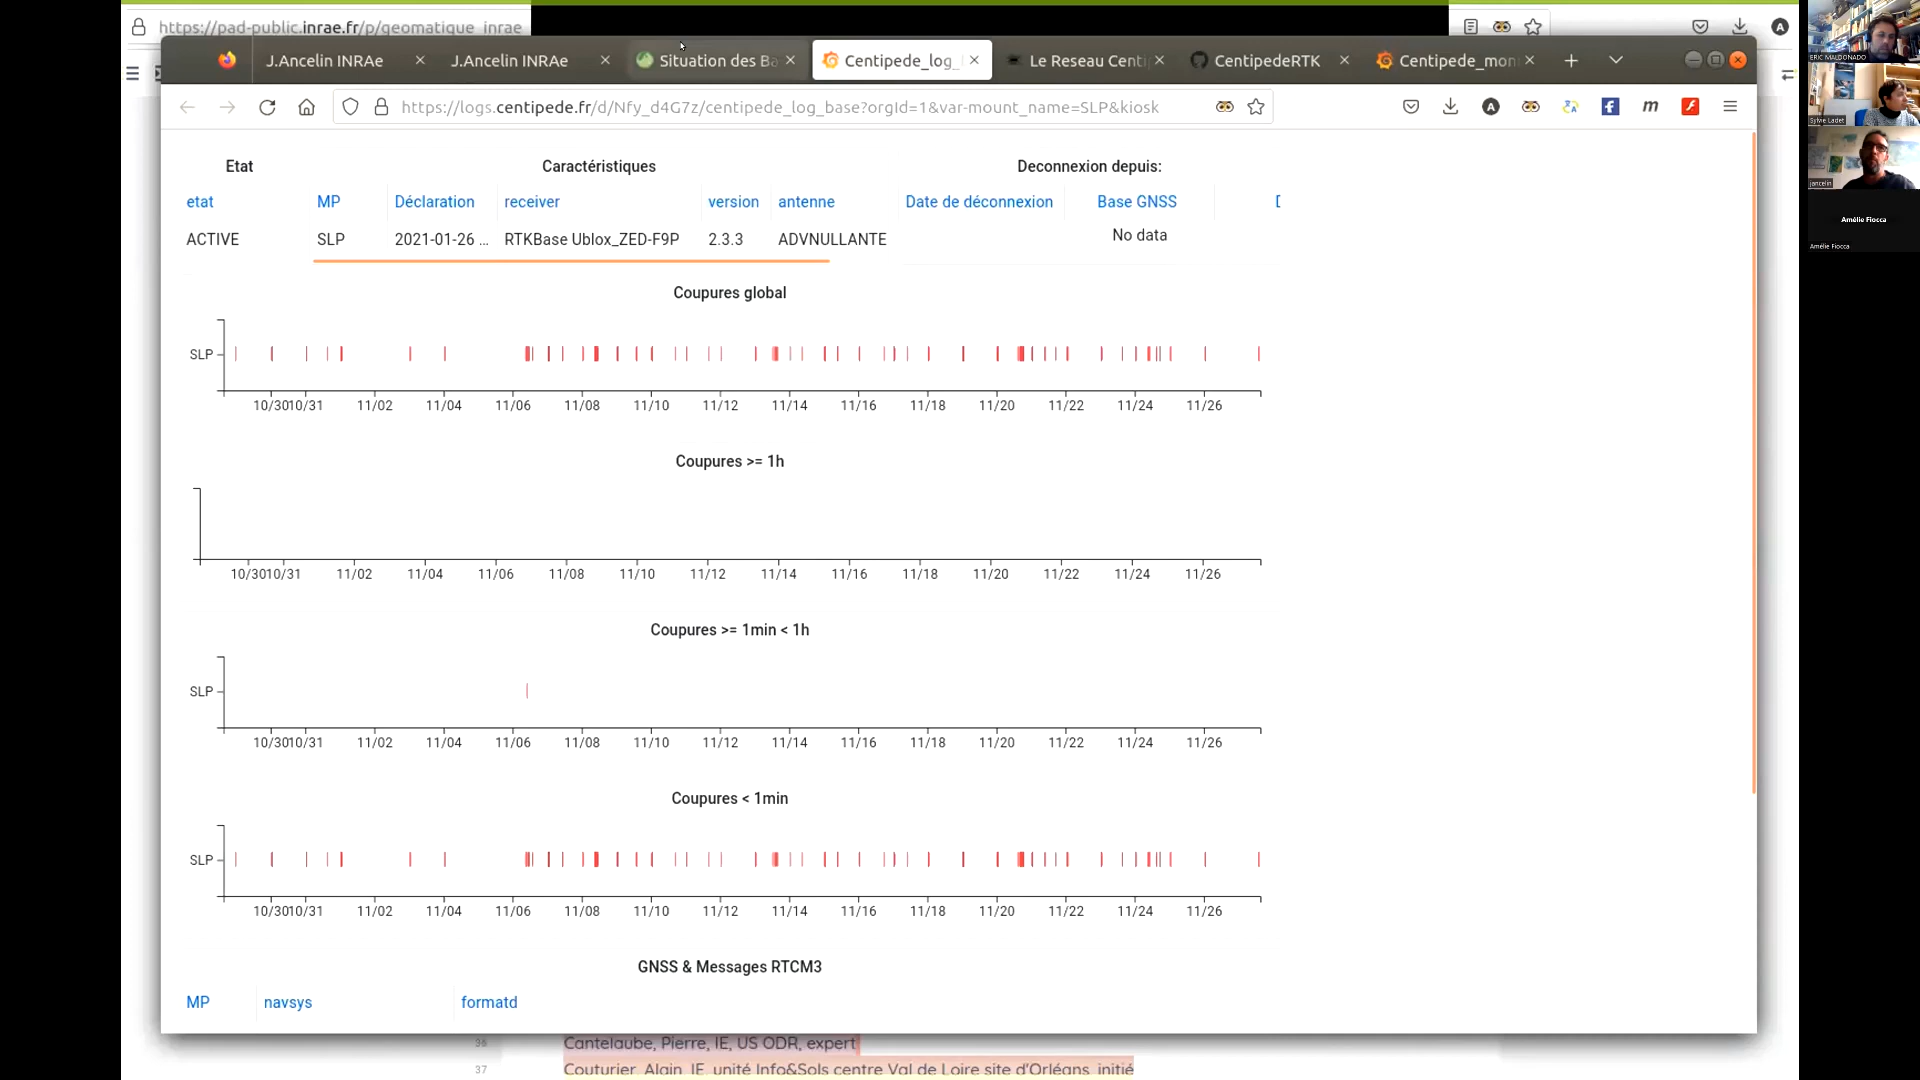 https://pad-public.inrae.fr/p/geomatique_inrae
J.Ancelin INRAe
J.Ancelin INRAe
Situation des Ba
Centipede_log_
Le Reseau Centi
CentipedeRTK
Centipede_mon
https://logs.centipede.fr/d/Nfy_d4G7z/centipede_log_base?orgId=1&var-mount_name=SLP&kiosk
Etat
Caractéristiques
Deconnexion depuis:
etat MP Déclaration receiver version antenne Date de déconnexion Base GNSS
ACTIVE SLP 2021-01-26 ... RTKBase Ublox_ZED-F9P 2.3.3 ADVNULLANTE No data
Coupures global
SLP
10/30 10/31 11/02 11/04 11/06 11/08 11/10 11/12 11/14 11/16 11/18 11/20 11/22 11/24 11/26
Coupures >= 1h
10/30 10/31 11/02 11/04 11/06 11/08 11/10 11/12 11/14 11/16 11/18 11/20 11/22 11/24 11/26
Coupures >= 1min < 1h
SLP
10/30 10/31 11/02 11/04 11/06 11/08 11/10 11/12 11/14 11/16 11/18 11/20 11/22 11/24 11/26
Coupures < 1min
SLP
10/30 10/31 11/02 11/04 11/06 11/08 11/10 11/12 11/14 11/16 11/18 11/20 11/22 11/24 11/26
GNSS & Messages RTCM3
MP navsys formatd
36 Cantelaube, Pierre, IE, US ODR, expert
37 Couturier, Alain, IE, unité Info&Sols centre Val de Loire site d'Orléans, initié
ERIC MALDONADO
Sylvie Ladet
jancelin
Amélie Fiocca
Amélie Fiocca